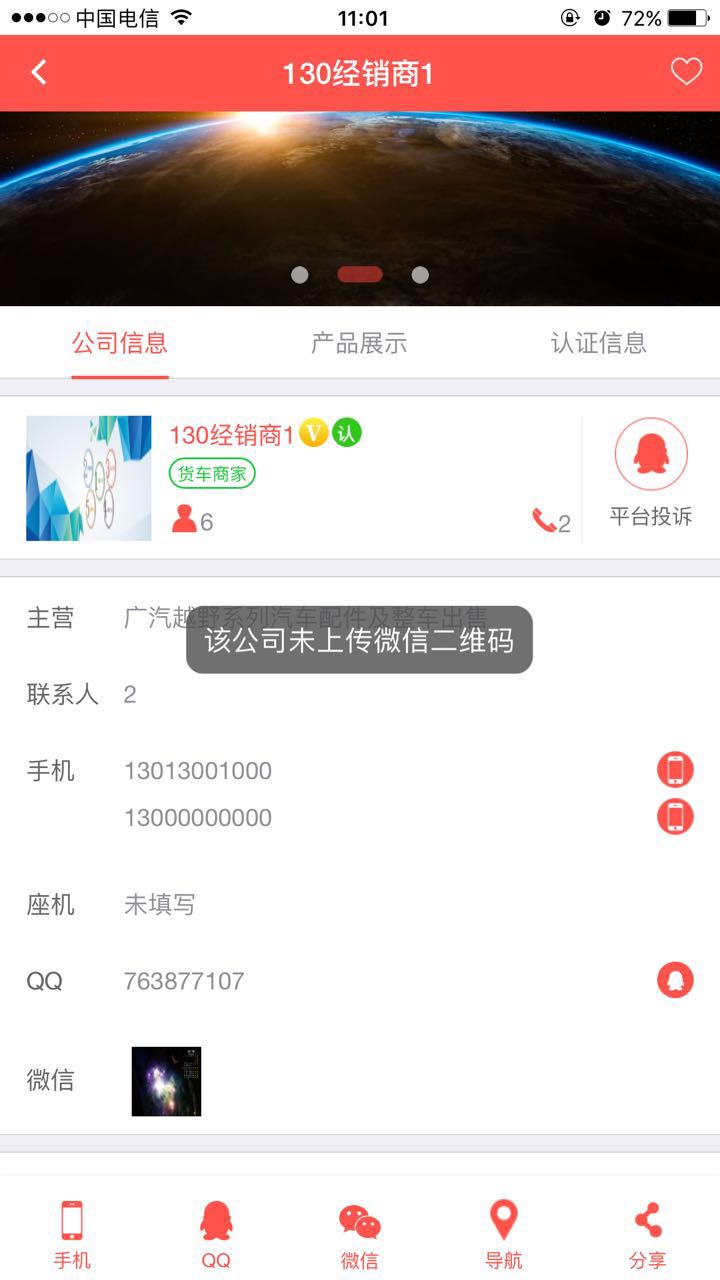 中国电信 11:01 72%
130经销商1
公司信息 产品展示 认证信息
130经销商1 V 认
货车商家
6 2 平台投诉
主营 广汽越野系列汽车配件及整车出售
该公司未上传微信二维码
联系人 2
手机 13013001000
13000000000
座机 未填写
QQ 763877107
微信
手机 QQ 微信 导航 分享